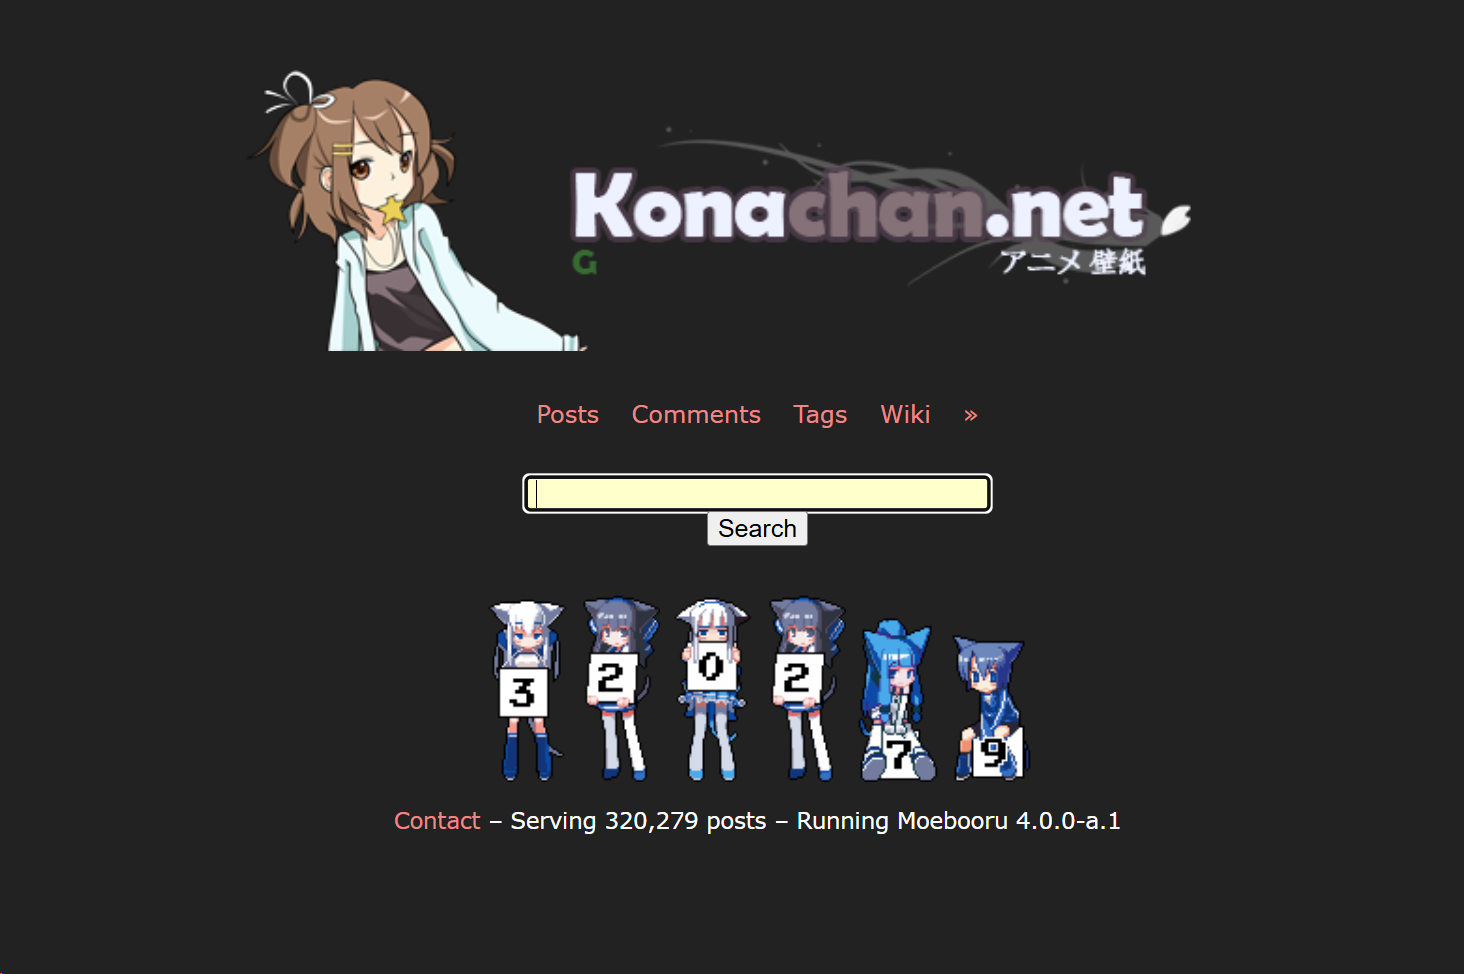 Konachan.net
G アニメ 壁紙
Posts Comments Tags Wiki »
Search
3 2 0 2 7 9
Contact – Serving 320,279 posts – Running Moebooru 4.0.0-a.1